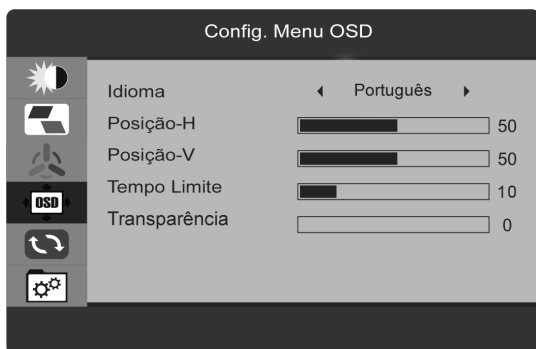 Config. Menu OSD
Idioma Português
Posição-H 50
Posição-V 50
Tempo Limite 10
OSD
Transparência 0